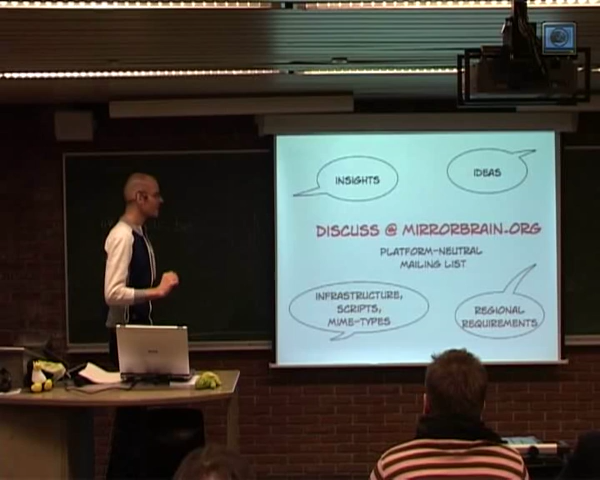 INSIGHTS
IDEAS
DISCUSS @ MIRRORBRAIN.ORG
PLATFORM-NEUTRAL
MAILING LIST
INFRASTRUCTURE,
SCRIPTS,
MIME-TYPES
REGIONAL
REQUIREMENTS